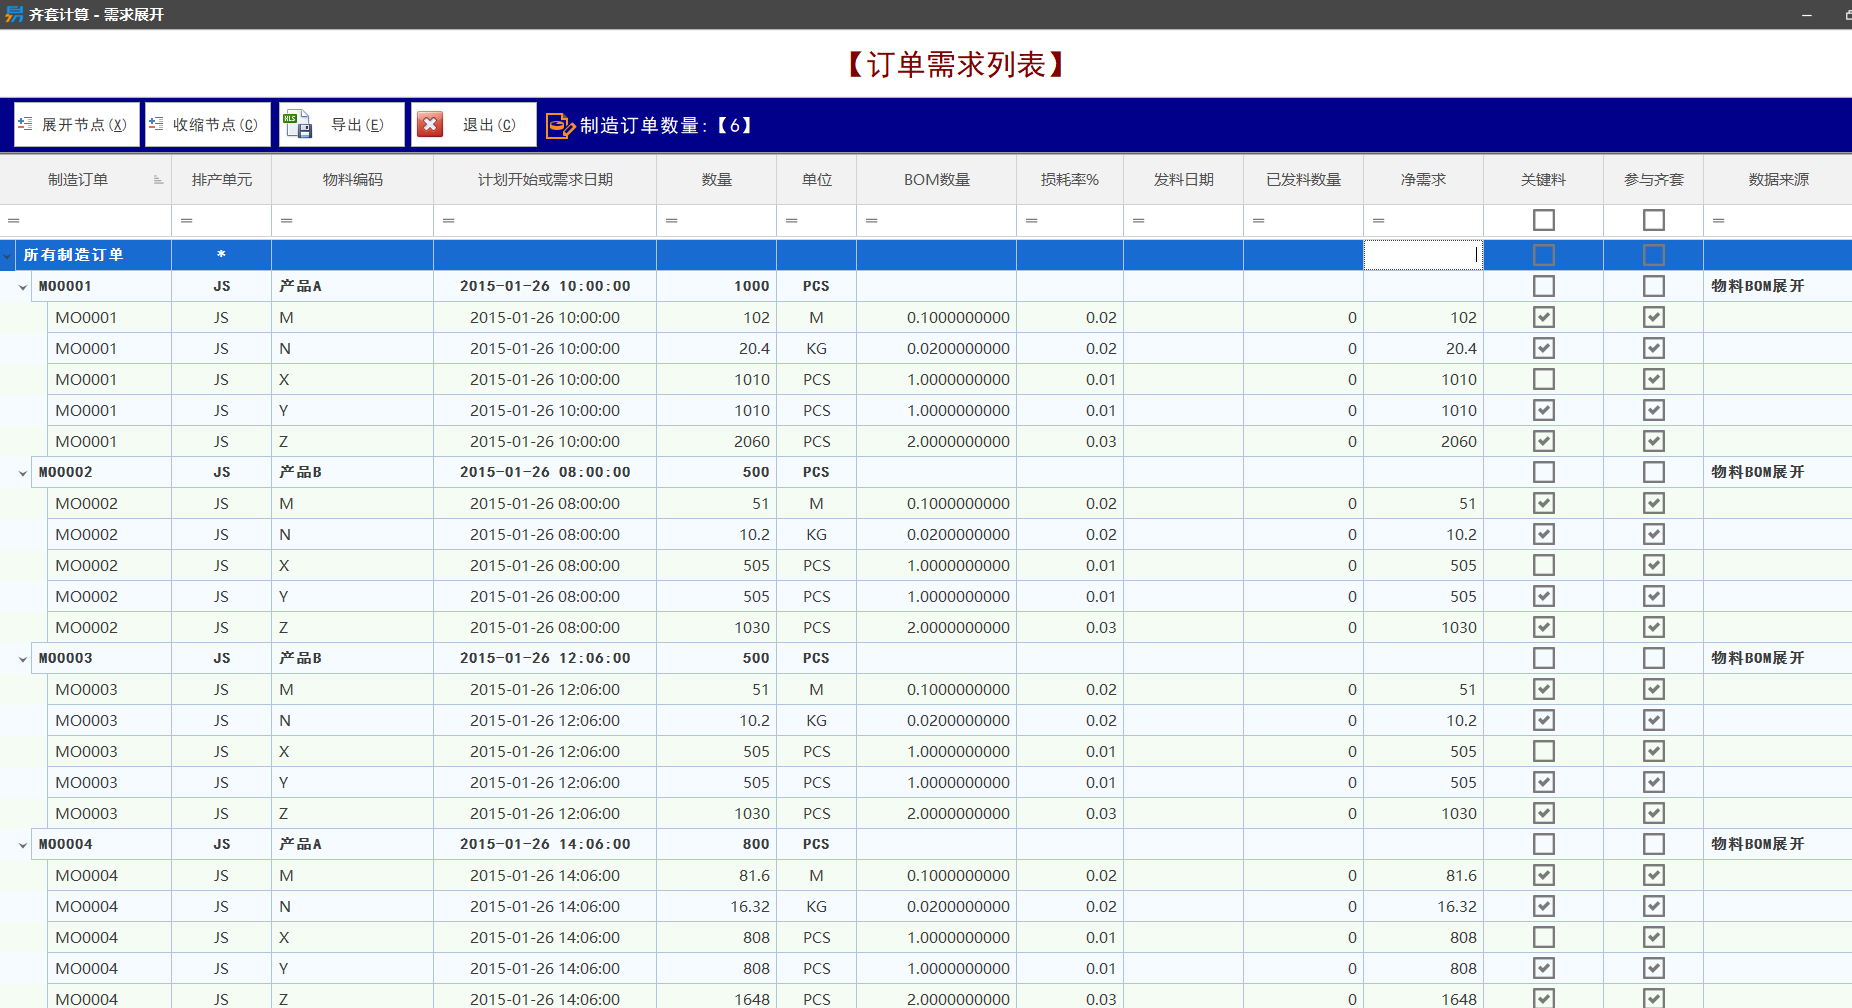 齐套计算 - 需求展开
【订单需求列表】
展开节点(X) 收缩节点(C) 导出(E) 退出(C) 制造订单数量:【6】
制造订单 排产单元 物料编码 计划开始或需求日期 数量 单位 BOM数量 损耗率% 发料日期 已发料数量 净需求 关键料 参与齐套 数据来源
= = = = = = = = = = = =
所有制造订单 *
MO0001 JS 产品A 2015-01-26 10:00:00 1000 PCS 物料BOM展开
MO0001 JS M 2015-01-26 10:00:00 102 M 0.1000000000 0.02 0 102
MO0001 JS N 2015-01-26 10:00:00 20.4 KG 0.0200000000 0.02 0 20.4
MO0001 JS X 2015-01-26 10:00:00 1010 PCS 1.0000000000 0.01 0 1010
MO0001 JS Y 2015-01-26 10:00:00 1010 PCS 1.0000000000 0.01 0 1010
MO0001 JS Z 2015-01-26 10:00:00 2060 PCS 2.0000000000 0.03 0 2060
MO0002 JS 产品B 2015-01-26 08:00:00 500 PCS 物料BOM展开
MO0002 JS M 2015-01-26 08:00:00 51 M 0.1000000000 0.02 0 51
MO0002 JS N 2015-01-26 08:00:00 10.2 KG 0.0200000000 0.02 0 10.2
MO0002 JS X 2015-01-26 08:00:00 505 PCS 1.0000000000 0.01 0 505
MO0002 JS Y 2015-01-26 08:00:00 505 PCS 1.0000000000 0.01 0 505
MO0002 JS Z 2015-01-26 08:00:00 1030 PCS 2.0000000000 0.03 0 1030
MO0003 JS 产品B 2015-01-26 12:06:00 500 PCS 物料BOM展开
MO0003 JS M 2015-01-26 12:06:00 51 M 0.1000000000 0.02 0 51
MO0003 JS N 2015-01-26 12:06:00 10.2 KG 0.0200000000 0.02 0 10.2
MO0003 JS X 2015-01-26 12:06:00 505 PCS 1.0000000000 0.01 0 505
MO0003 JS Y 2015-01-26 12:06:00 505 PCS 1.0000000000 0.01 0 505
MO0003 JS Z 2015-01-26 12:06:00 1030 PCS 2.0000000000 0.03 0 1030
MO0004 JS 产品A 2015-01-26 14:06:00 800 PCS 物料BOM展开
MO0004 JS M 2015-01-26 14:06:00 81.6 M 0.1000000000 0.02 0 81.6
MO0004 JS N 2015-01-26 14:06:00 16.32 KG 0.0200000000 0.02 0 16.32
MO0004 JS X 2015-01-26 14:06:00 808 PCS 1.0000000000 0.01 0 808
MO0004 JS Y 2015-01-26 14:06:00 808 PCS 1.0000000000 0.01 0 808
MO0004 JS Z 2015-01-26 14:06:00 1648 PCS 2.0000000000 0.03 0 1648